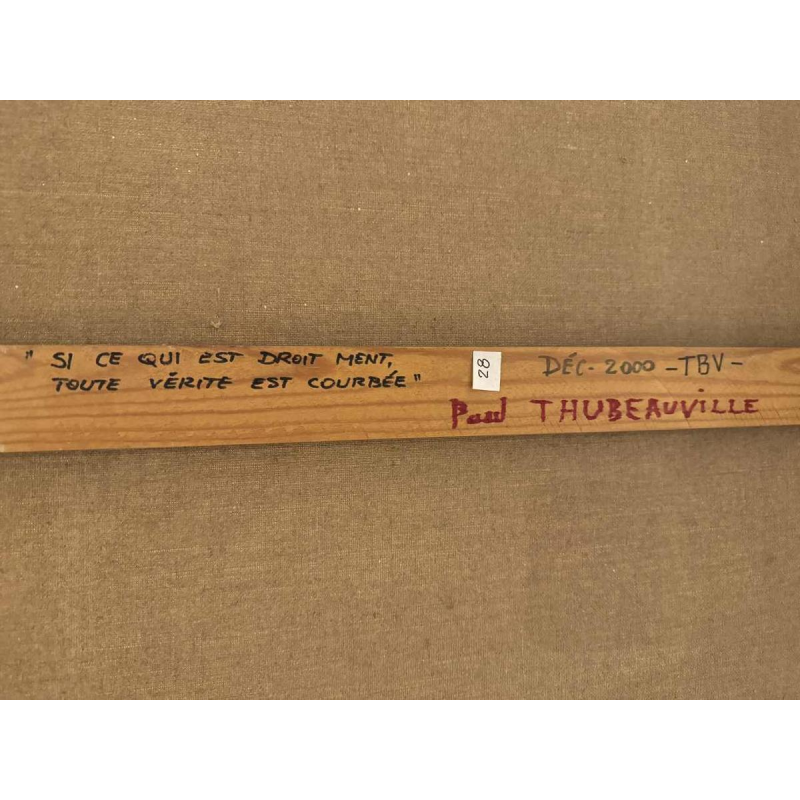 " SI CE QUI EST DROIT MENT,
TOUTE VÉRITÉ EST COURBÉE "
28
DÉC - 2000 - TBV -
Paul THUBEAUVILLE